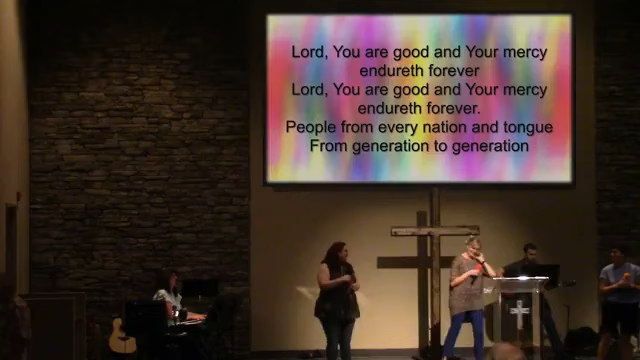 Lord, You are good and Your mercy
endureth forever
Lord, You are good and Your mercy
endureth forever.
People from every nation and tongue
From generation to generation